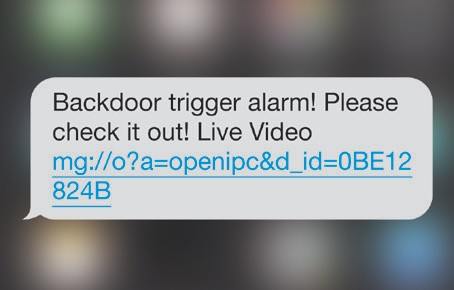 Backdoor trigger alarm! Please
check it out! Live Video
mg://o?a=openipc&d_id=0BE12
824B